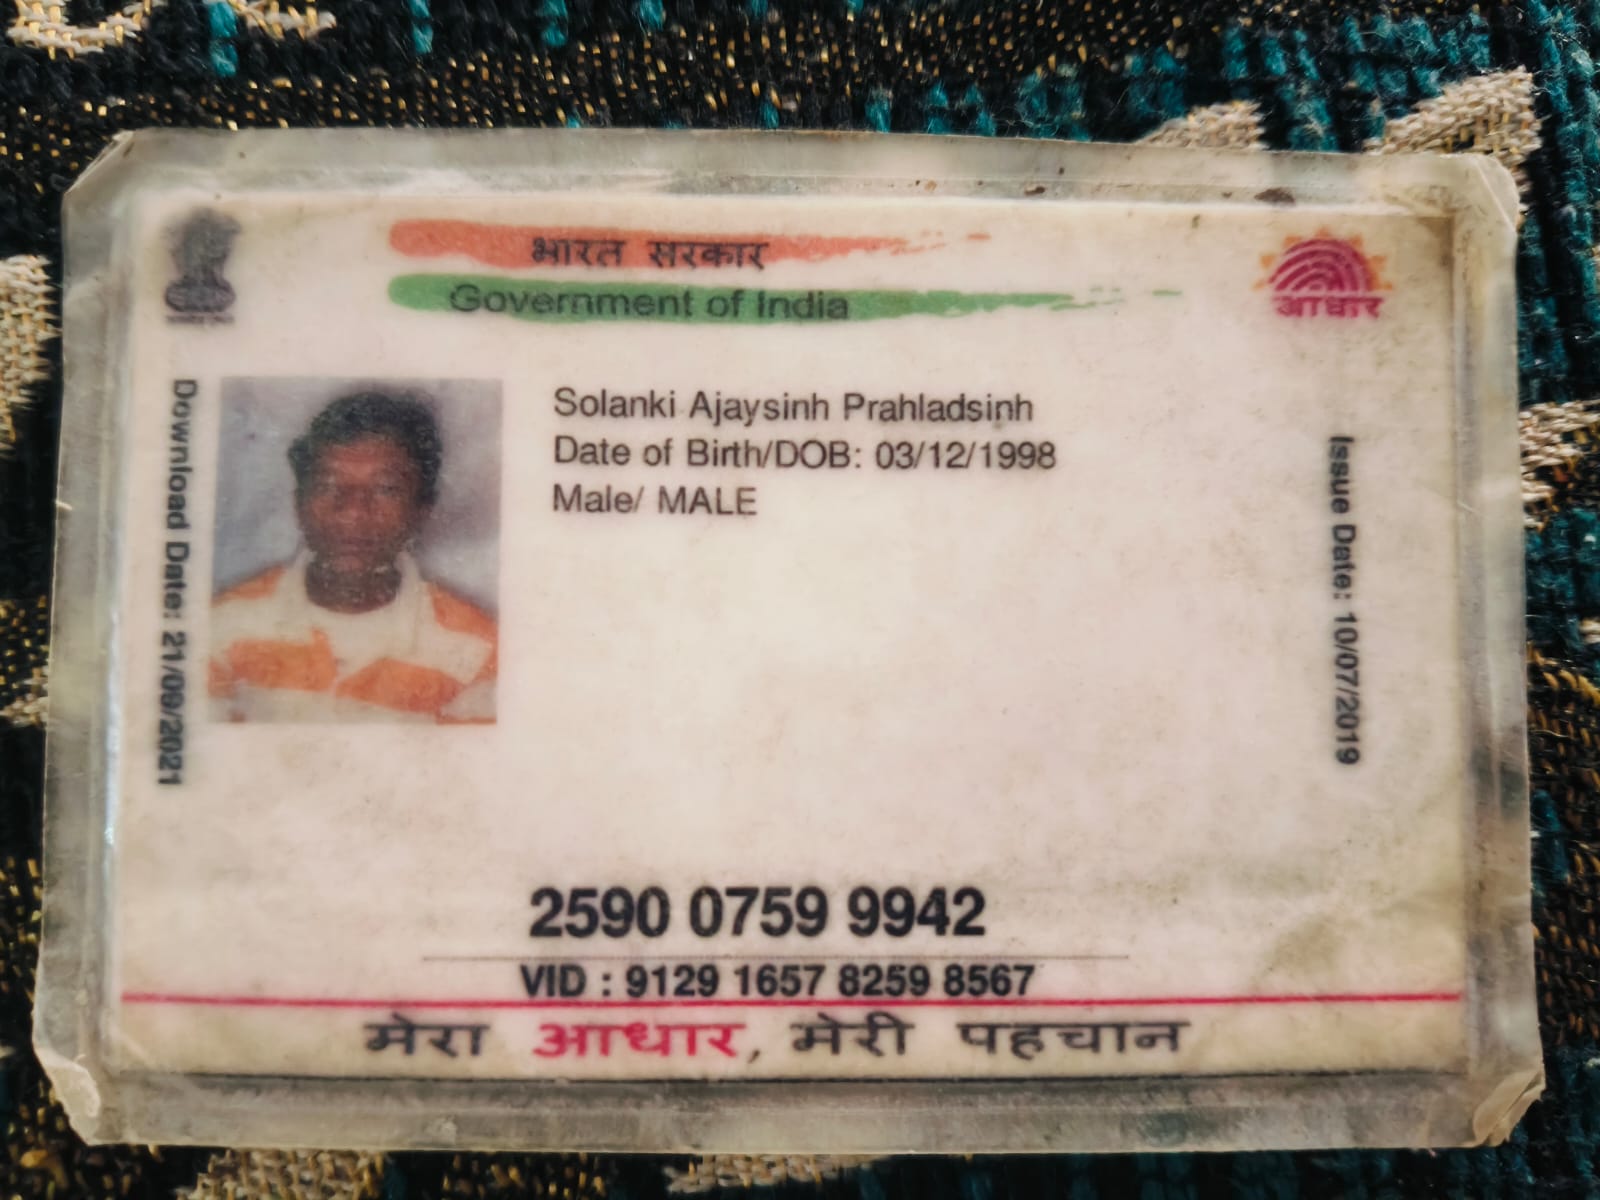 भारत सरकार
Government of India
आधार
Download Date: 21/09/2021
Solanki Ajaysinh Prahladsinh
Date of Birth/DOB: 03/12/1998
Male/ MALE
Issue Date: 10/07/2019
2590 0759 9942
VID : 9129 1657 8259 8567
मेरा आधार, मेरी पहचान